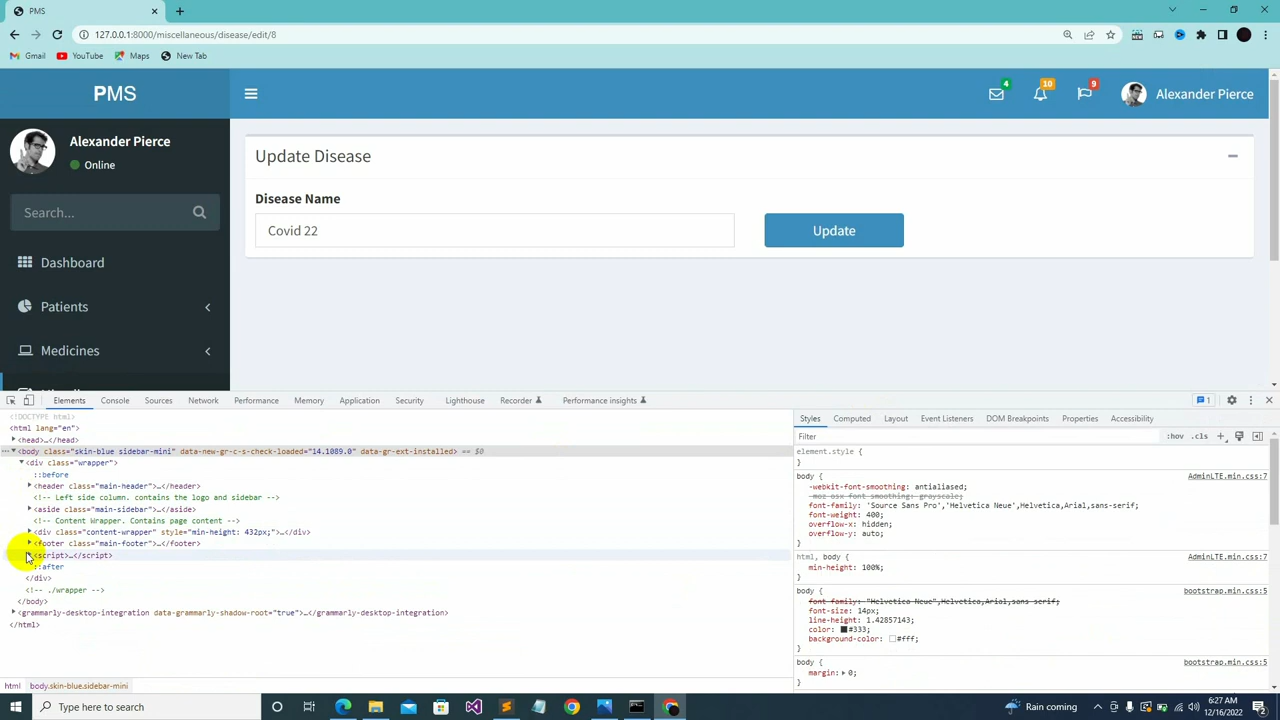 PMS
127.0.0.1:8000/miscellaneous/disease/edit/8
Gmail
YouTube
Maps
New Tab
PMS
4
10
9
Alexander Pierce
Alexander Pierce
Online
Search...
Dashboard
Patients
Medicines
Update Disease
Disease Name
Covid 22
Update
Elements
Console
Sources
Network
Performance
Memory
Application
Security
Lighthouse
Recorder
Performance insights
1
<!DOCTYPE html>
<html lang="en">
<head>…</head>
<body class="skin-blue sidebar-mini" data-new-gr-c-s-check-loaded="14.1089.0" data-gr-ext-installed> == $0
<div class="wrapper">
::before
<header class="main-header">…</header>
<!-- Left side column. contains the logo and sidebar -->
<aside class="main-sidebar">…</aside>
<!-- Content Wrapper. Contains page content -->
<div class="content-wrapper" style="min-height: 432px;">…</div>
<footer class="main-footer">…</footer>
<script>…</script>
::after
</div>
<!-- ./wrapper -->
</body>
<grammarly-desktop-integration data-grammarly-shadow-root="true">…</grammarly-desktop-integration>
</html>
html
body.skin-blue.sidebar-mini
Styles
Computed
Layout
Event Listeners
DOM Breakpoints
Properties
Accessibility
Filter
:hov
.cls
element.style {
}
body {
AdminLTE.min.css:7
-webkit-font-smoothing: antialiased;
-moz-osx-font-smoothing: grayscale;
font-family: 'Source Sans Pro','Helvetica Neue',Helvetica,Arial,sans-serif;
font-weight: 400;
overflow-x: hidden;
overflow-y: auto;
}
html, body {
AdminLTE.min.css:7
min-height: 100%;
}
body {
bootstrap.min.css:5
font-family: "Helvetica Neue",Helvetica,Arial,sans-serif;
font-size: 14px;
line-height: 1.42857143;
color: #333;
background-color: #fff;
}
body {
bootstrap.min.css:5
margin: 0;
}
Type here to search
Rain coming
6:27 AM
12/16/2022
2